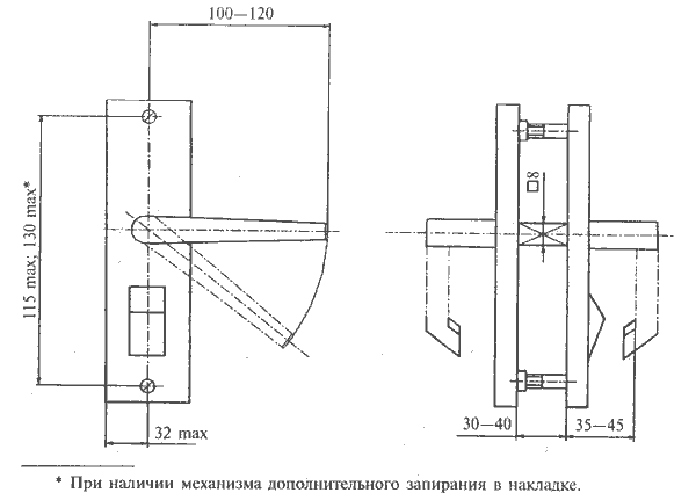 100—120
115 max; 130 max*
□8
32 max
30—40
35—45
* При наличии механизма дополнительного запирания в накладке.